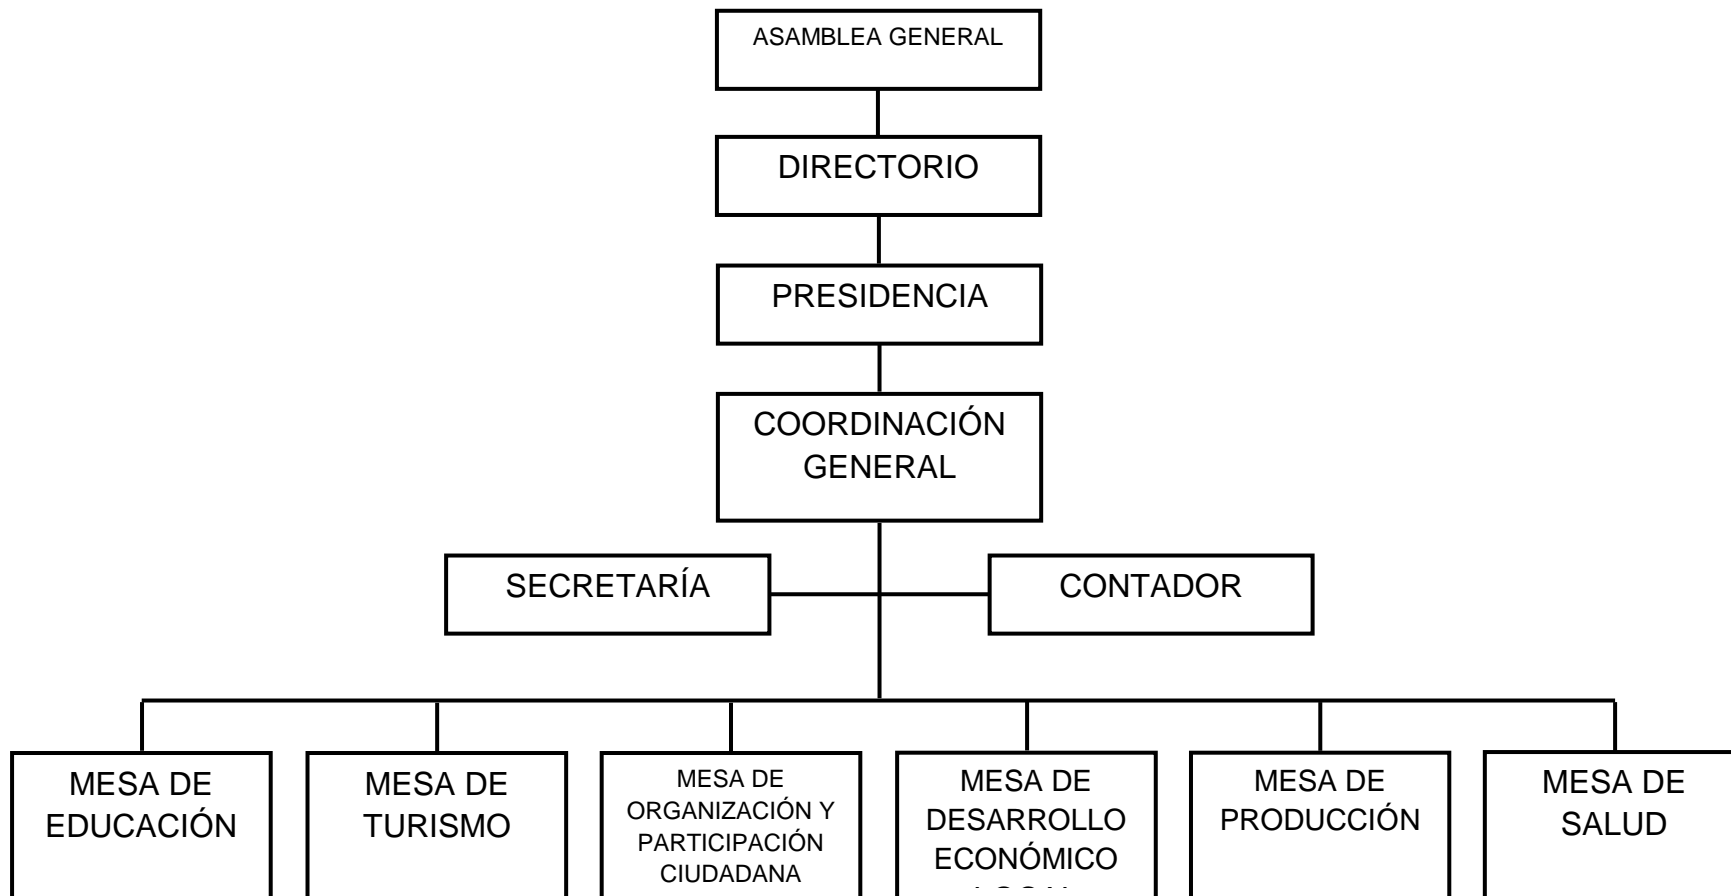 ASAMBLEA GENERAL
DIRECTORIO
PRESIDENCIA
COORDINACIÓN
GENERAL
SECRETARÍA
CONTADOR
MESA DE
EDUCACIÓN
MESA DE
TURISMO
MESA DE
ORGANIZACIÓN Y
PARTICIPACIÓN
CIUDADANA
MESA DE
DESARROLLO
ECONÓMICO
MESA DE
PRODUCCIÓN
MESA DE
SALUD